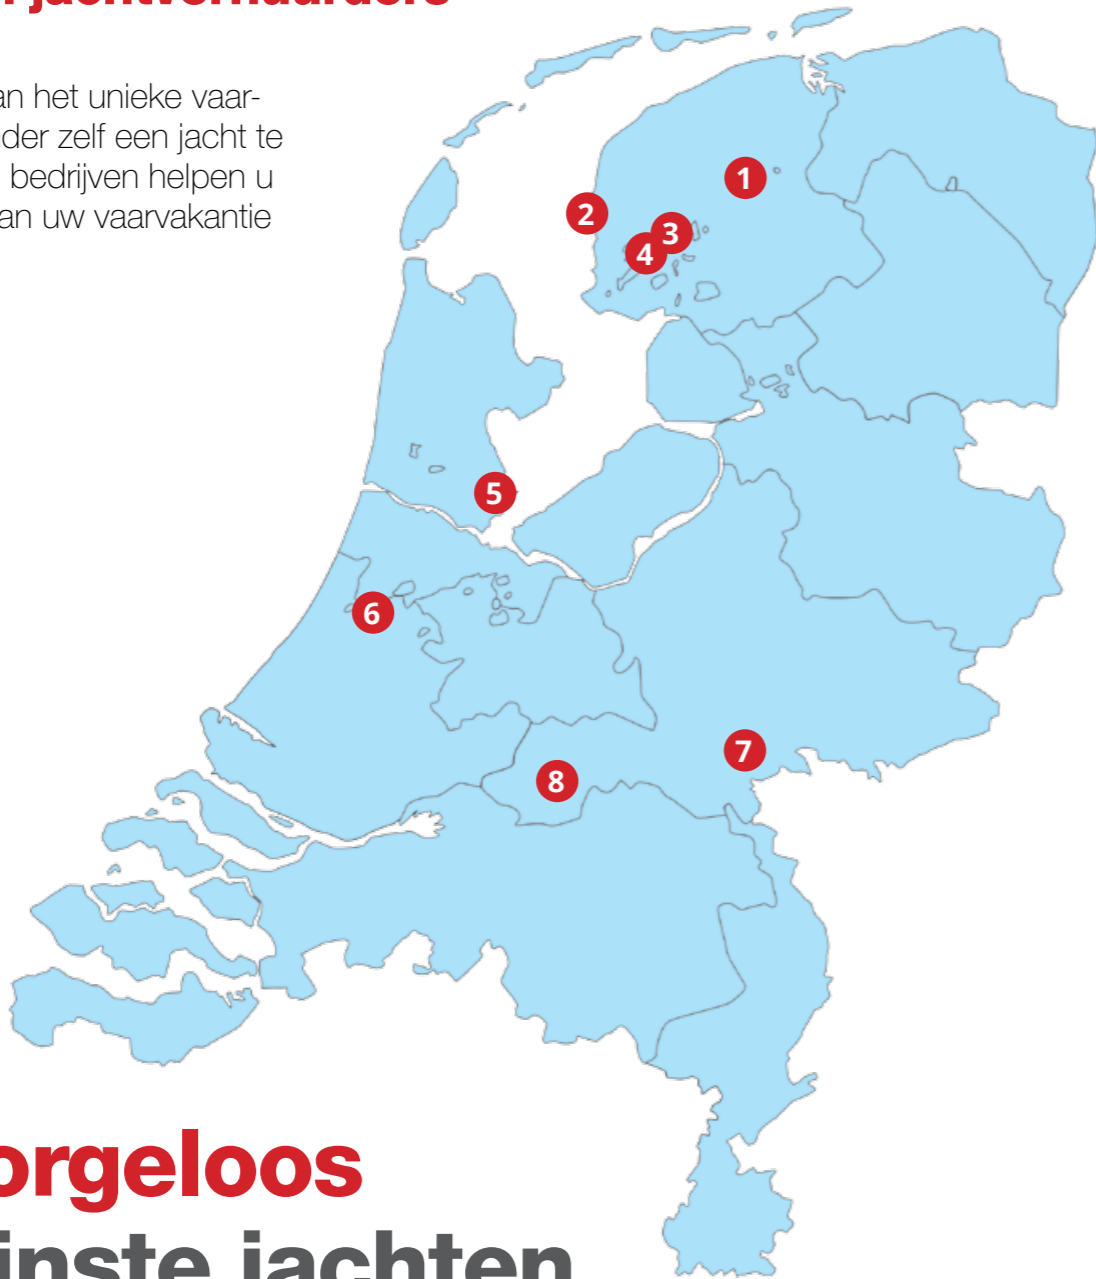 jachtverhuurders
an het unieke vaar-
der zelf een jacht te
bedrijven helpen u
an uw vaarvakantie
1
2
3
4
5
6
7
8
orgeloos
inste jachten